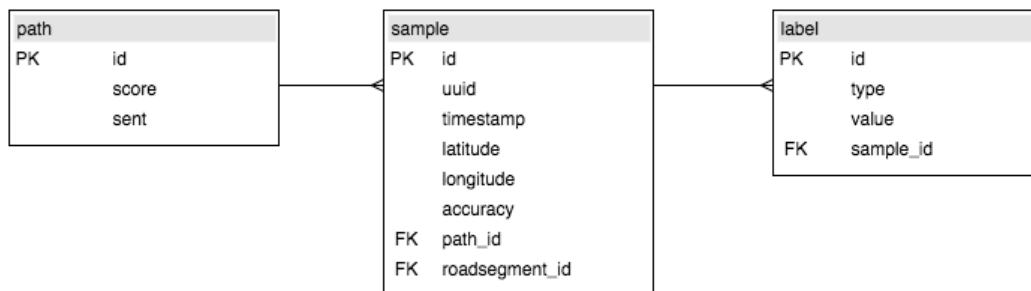 path
PK id
score
sent
sample
PK id
uuid
timestamp
latitude
longitude
accuracy
FK path_id
FK roadsegment_id
label
PK id
type
value
FK sample_id